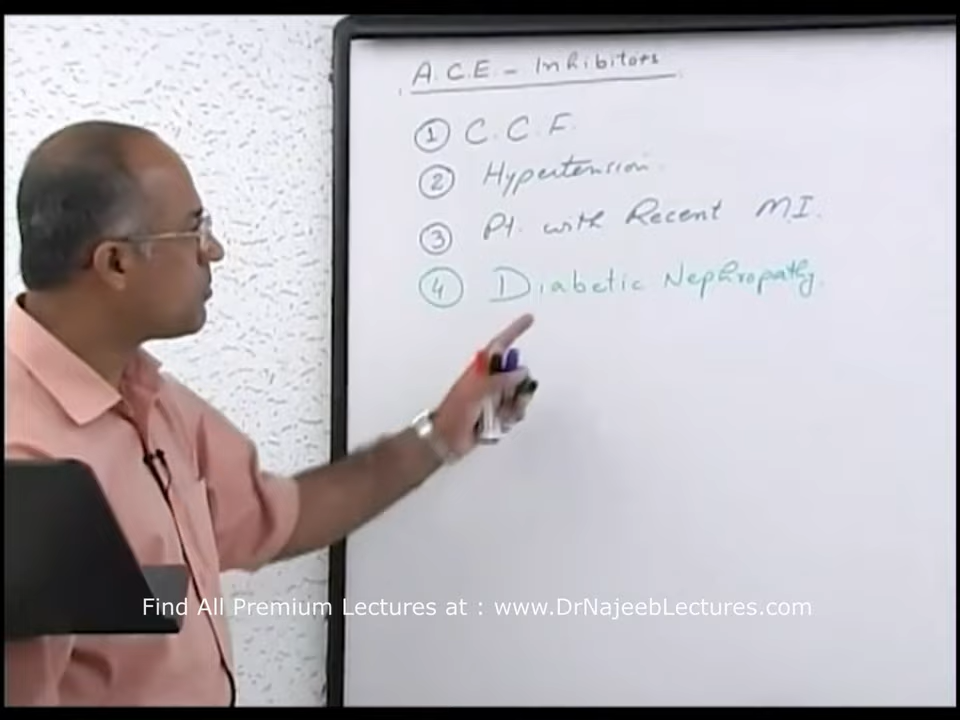 A.C.E. - Inhibitors
① C.C.F.
② Hypertension.
③ Pt. with Recent M.I.
④ Diabetic Nephropathy.
Find All Premium Lectures at : www.DrNajeebLectures.com